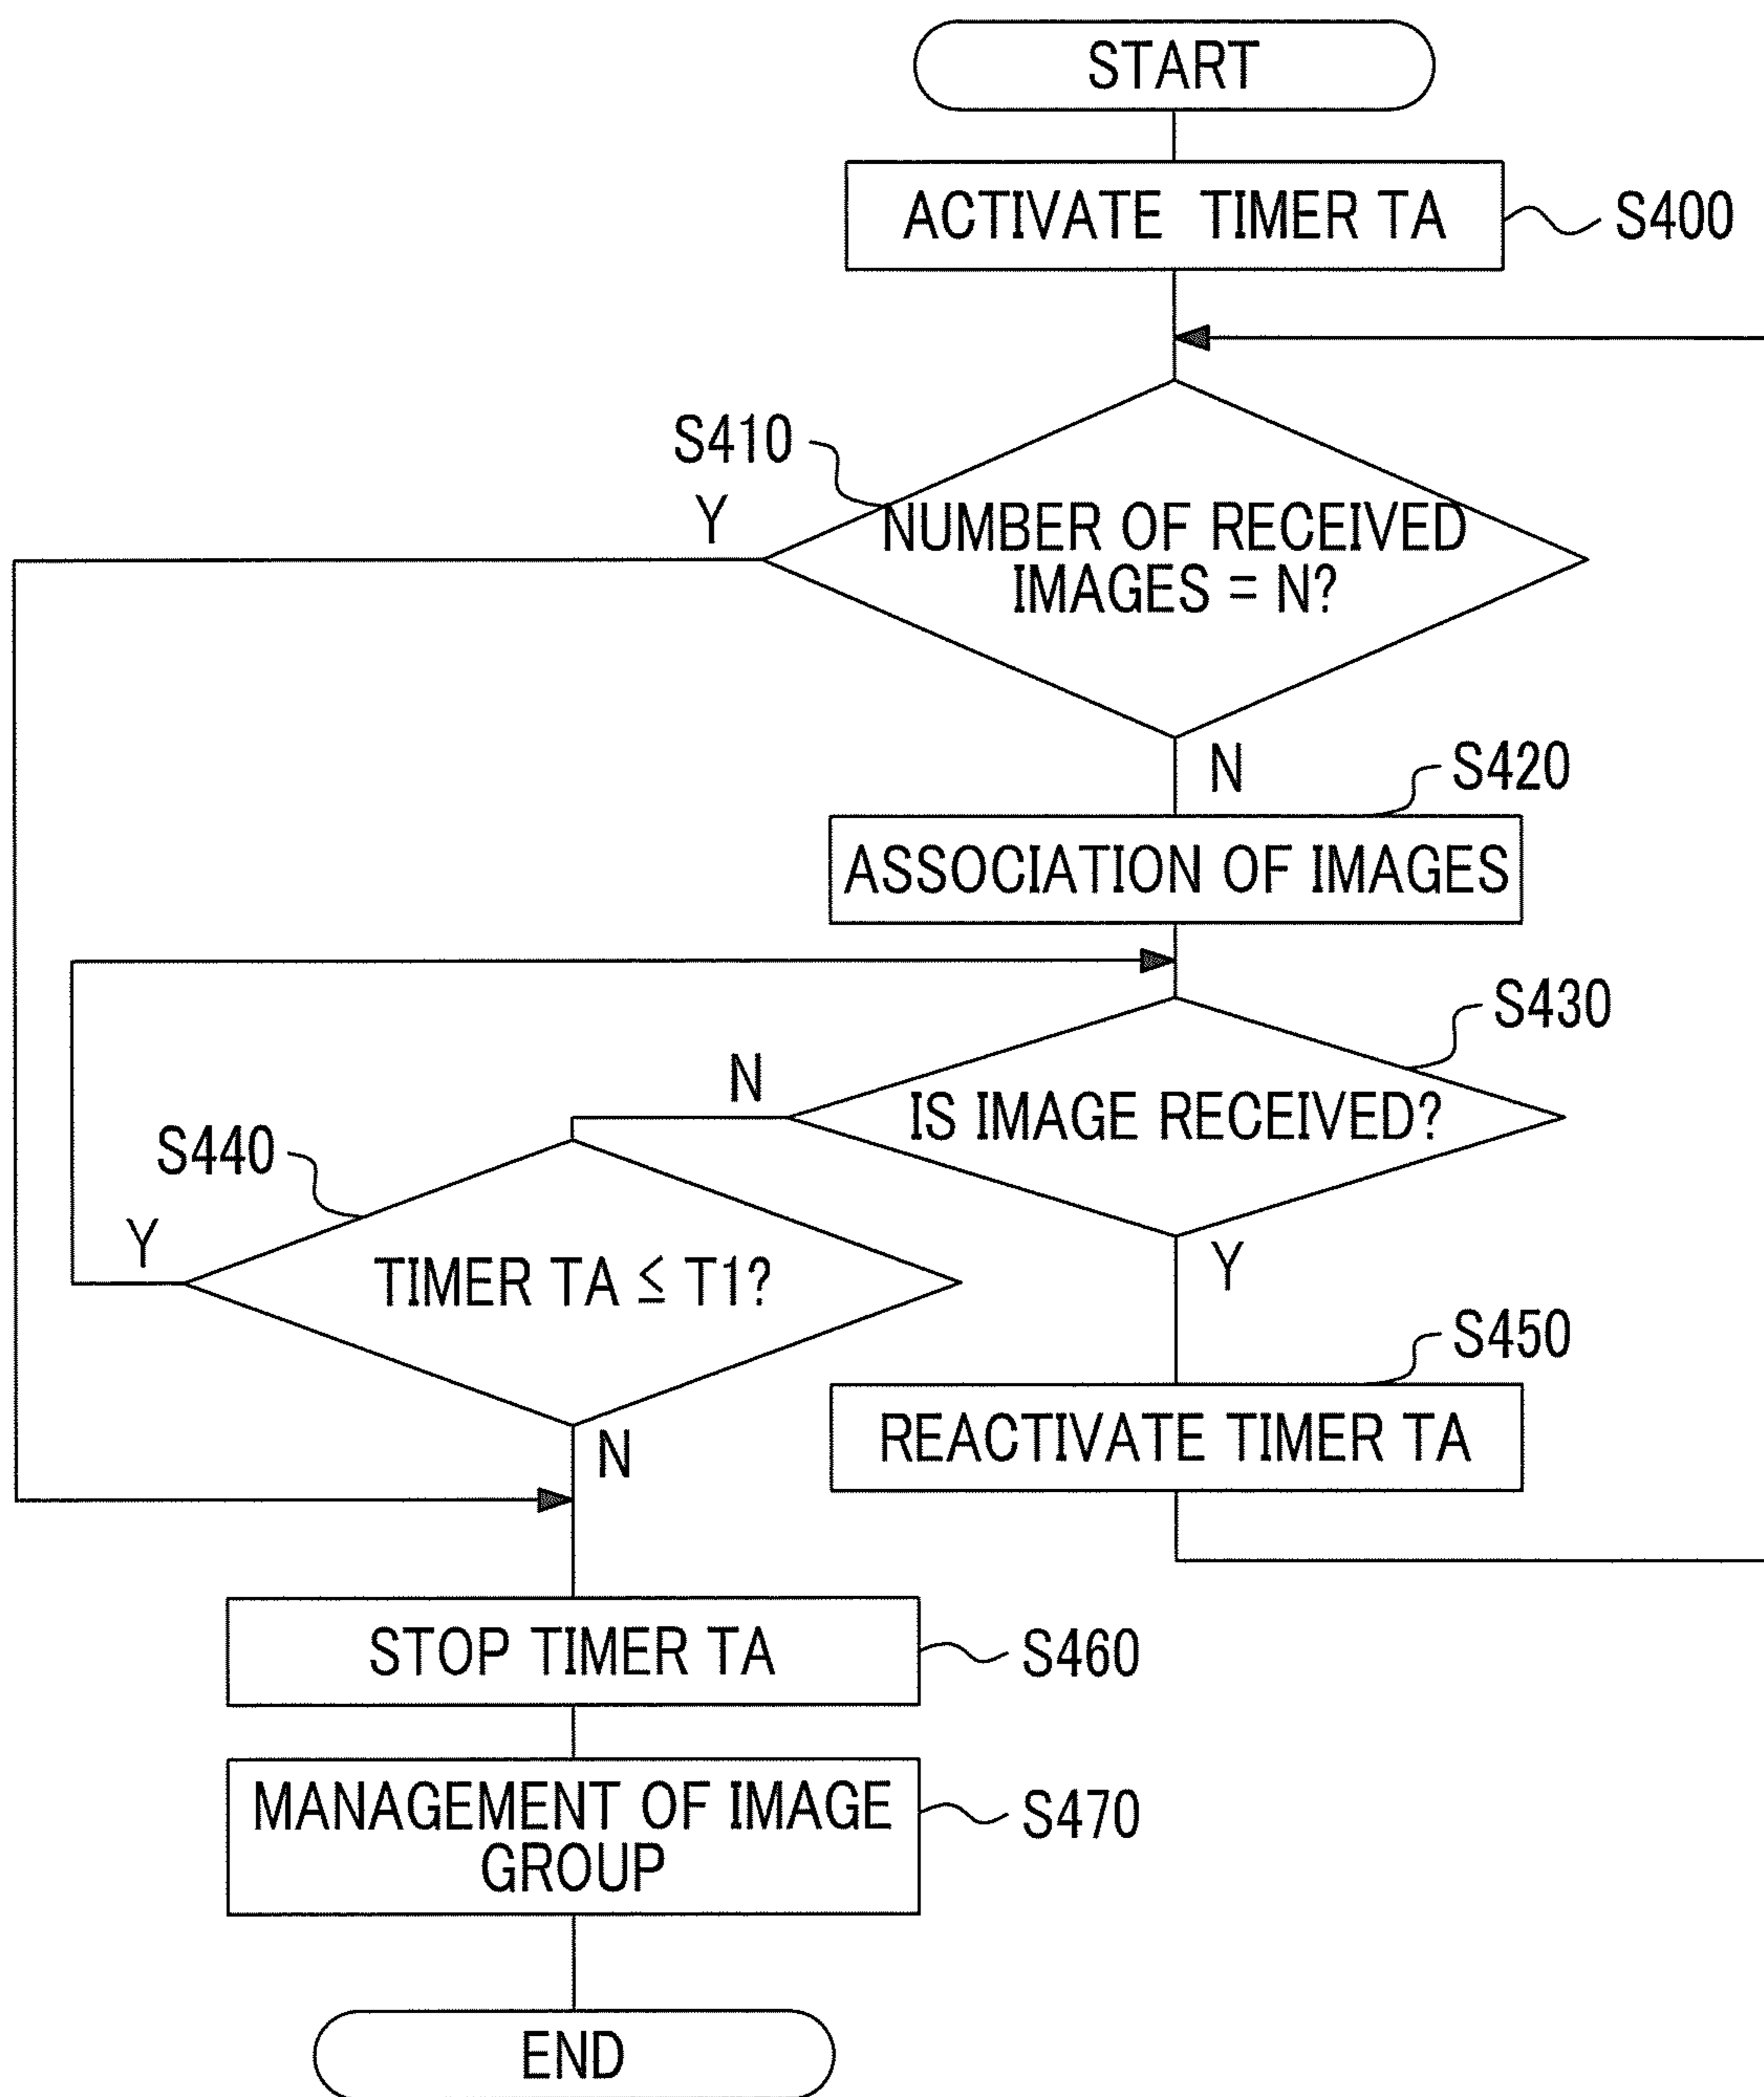 START
ACTIVATE TIMER TA
S400
S410
Y
NUMBER OF RECEIVED
IMAGES = N?
N
S420
ASSOCIATION OF IMAGES
S430
N
IS IMAGE RECEIVED?
S440
Y
TIMER TA ≤ T1?
Y
S450
N
REACTIVATE TIMER TA
STOP TIMER TA
S460
MANAGEMENT OF IMAGE
GROUP
S470
END